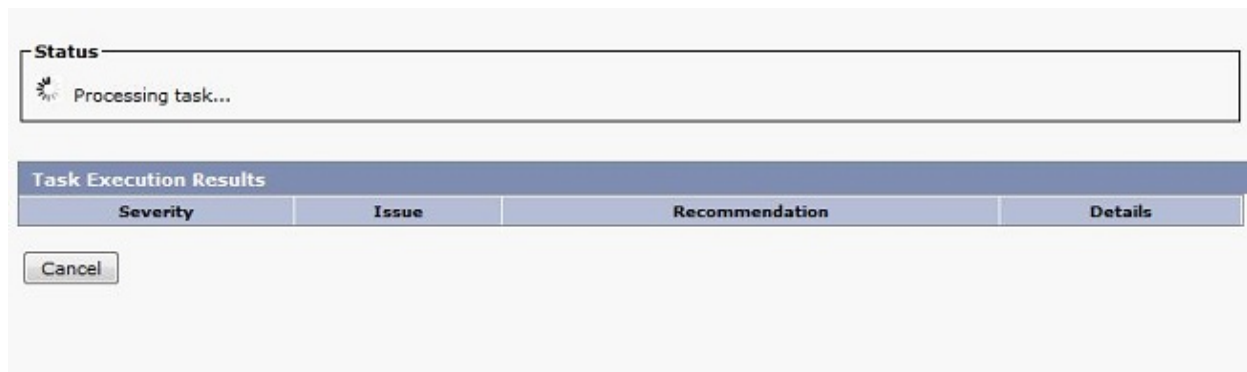 Status
Processing task...
Task Execution Results
Severity Issue Recommendation Details
Cancel